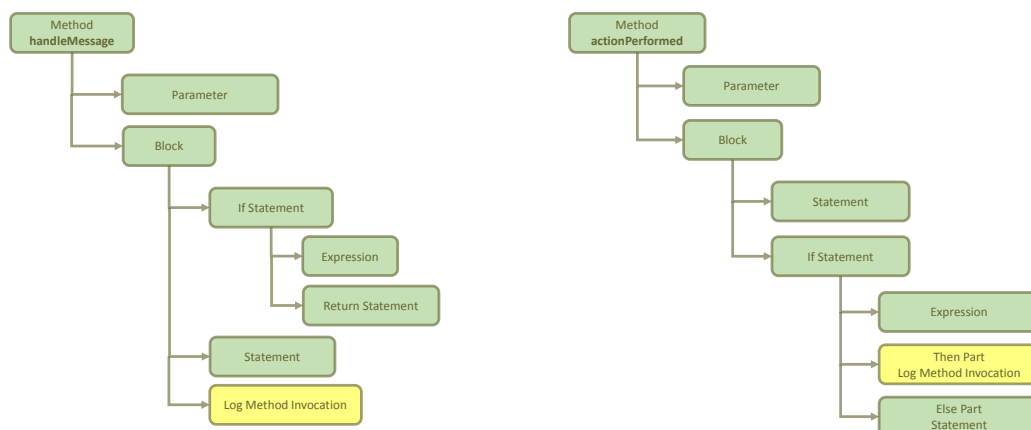 Method
handleMessage
Parameter
Block
If Statement
Expression
Return Statement
Statement
Log Method Invocation
Method
actionPerformed
Parameter
Block
Statement
If Statement
Expression
Then Part
Log Method Invocation
Else Part
Statement